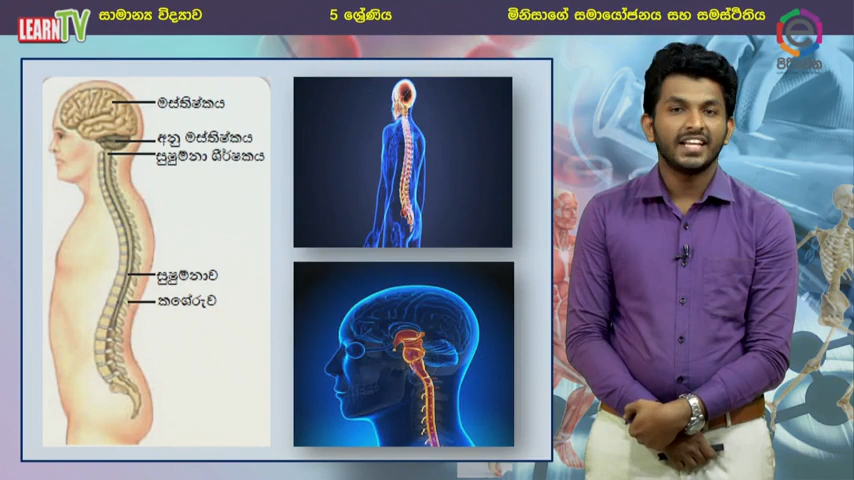 LEARN TV
සාමාන්‍ය විද්‍යාව
5 ශ්‍රේණිය
මිනිසාගේ සමායෝජනය සහ සමස්ථිතිය
මස්තිෂ්කය
අනු මස්තිෂ්කය
සුෂුම්නා ශීර්ෂකය
සුෂුම්නාව
කශේරුව